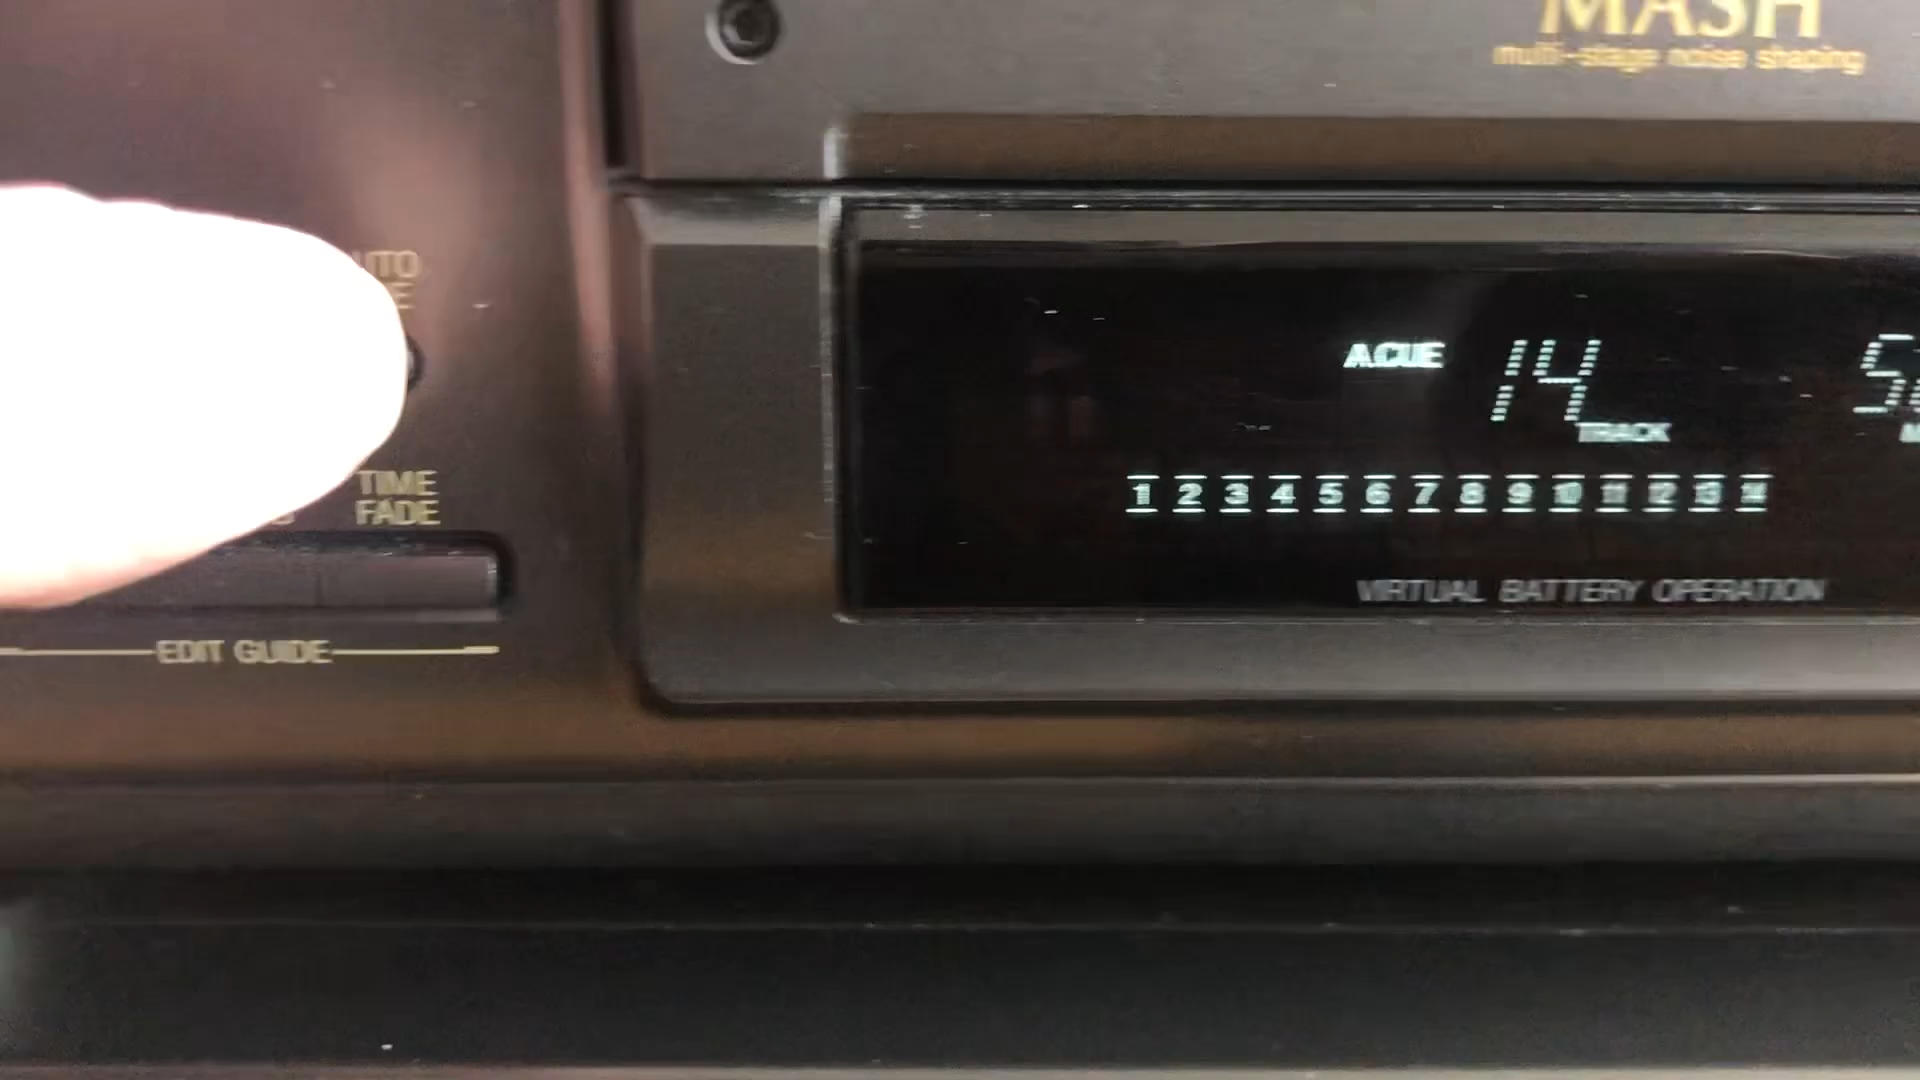 MASH
multi-stage noise shaping
A.CUE 14
TRACK
1 2 3 4 5 6 7 8 9 10 11 12 13 14
TIME
FADE
VIRTUAL BATTERY OPERATION
EDIT GUIDE